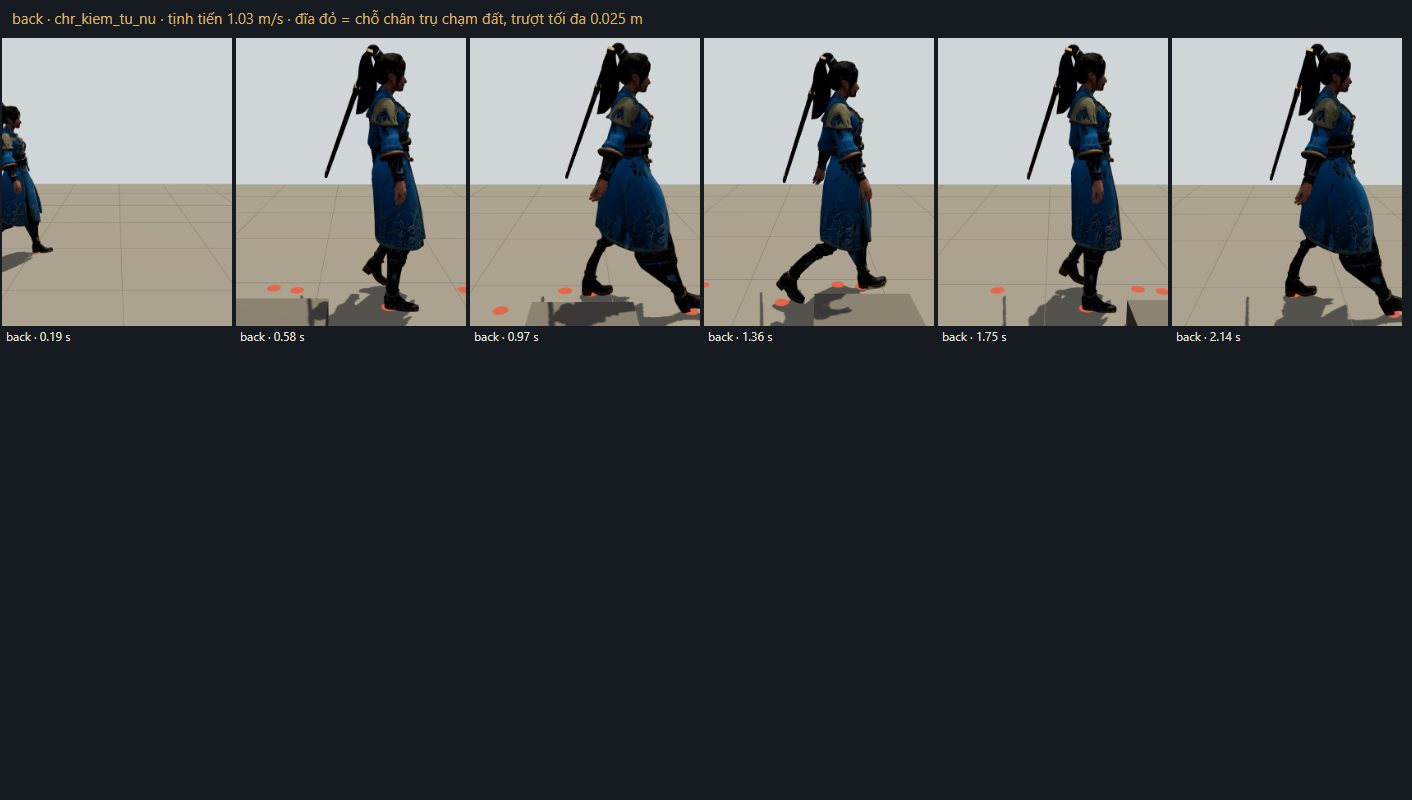 back · chr_kiem_tu_nu · tịnh tiến 1.03 m/s · đĩa đỏ = chỗ chân trụ chạm đất, trượt tối đa 0.025 m
back · 0.19 s
back · 0.58 s
back · 0.97 s
back · 1.36 s
back · 1.75 s
back · 2.14 s